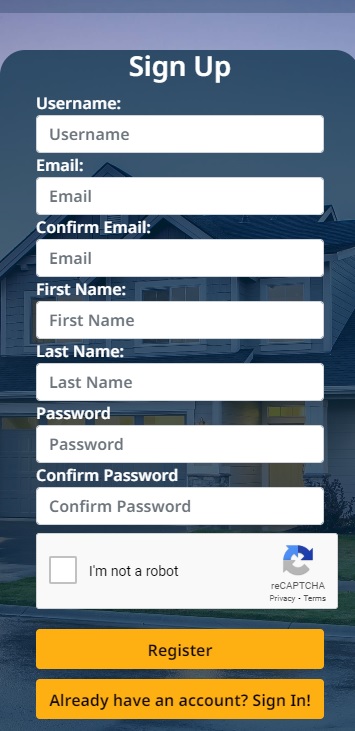 Sign Up
Username:
Username
Email:
Email
Confirm Email:
Email
First Name:
First Name
Last Name:
Last Name
Password
Password
Confirm Password
Confirm Password
I'm not a robot
reCAPTCHA
Privacy - Terms
Register
Already have an account? Sign In!